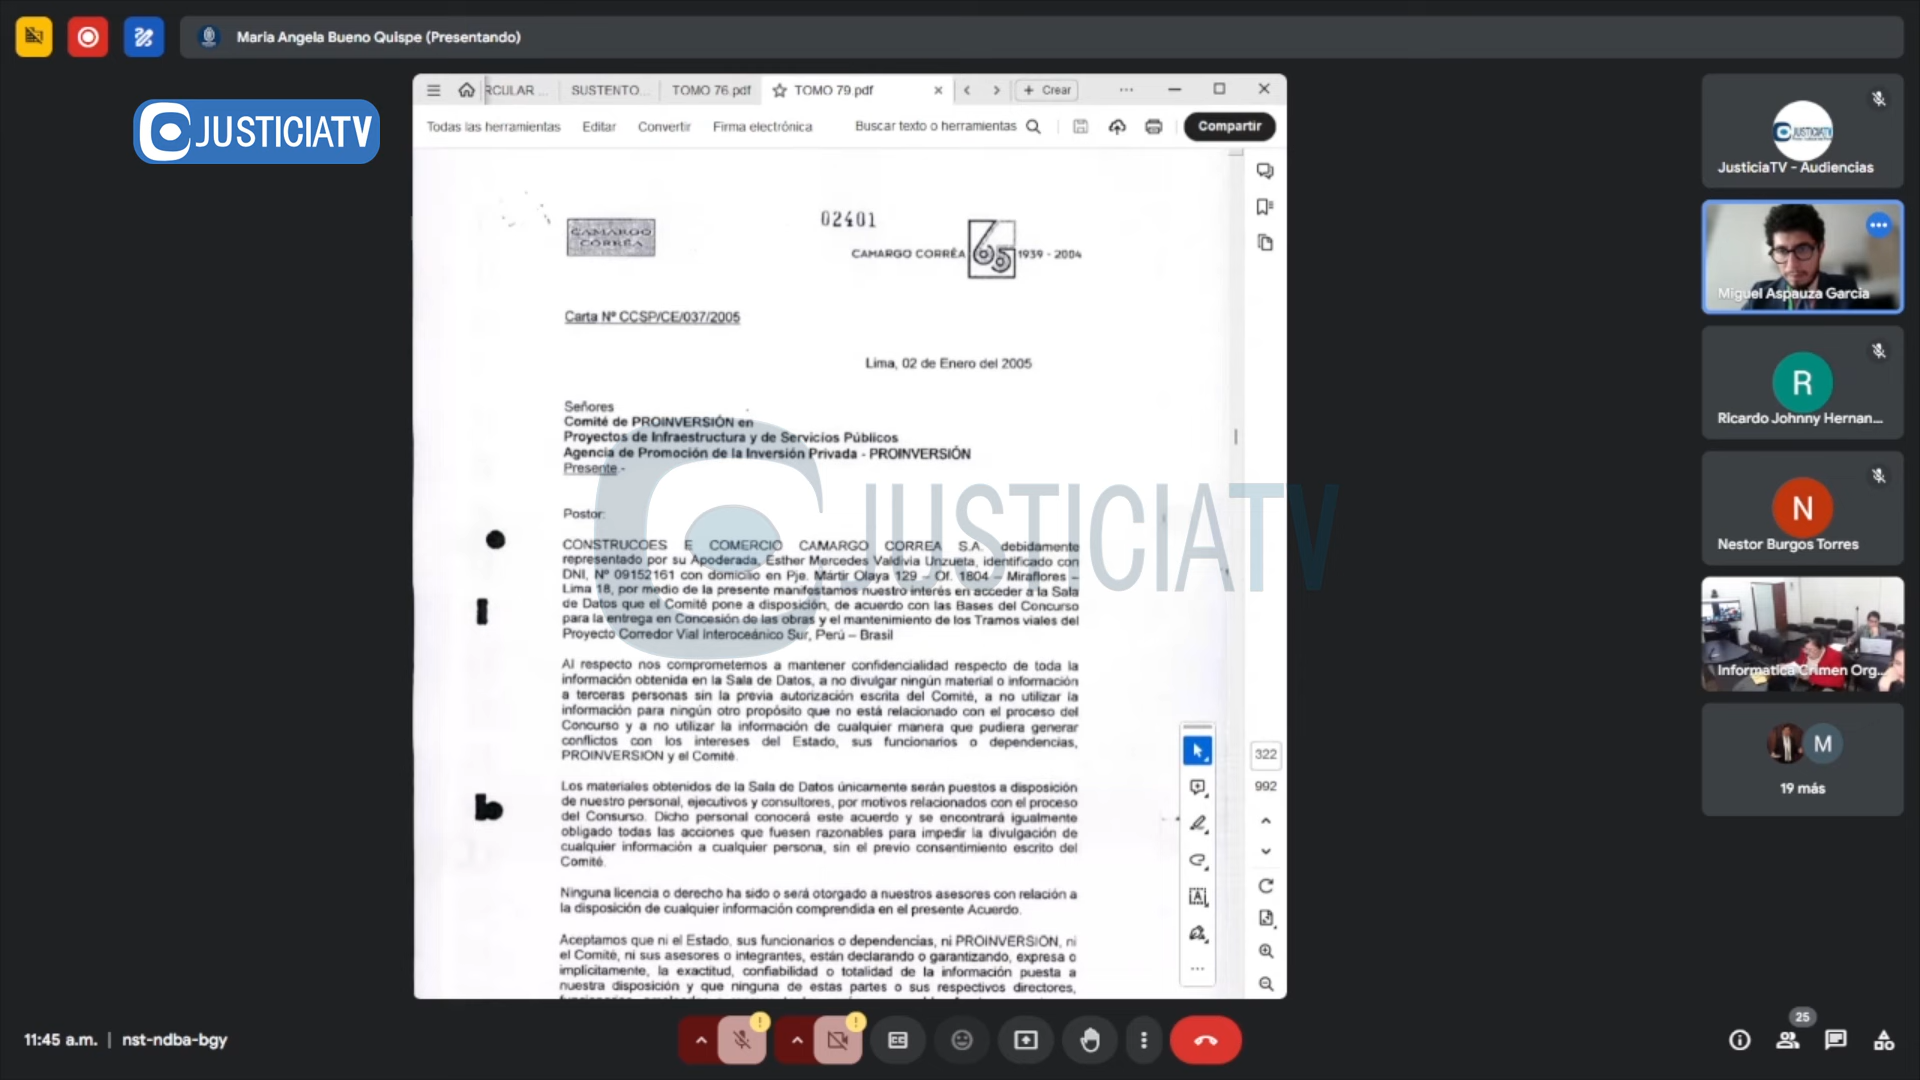 Maria Angela Bueno Quispe (Presentando)
JUSTICIATV
RCULAR ...
SUSTENTO...
TOMO 76.pdf
TOMO 79.pdf
Crear
Todas las herramientas
Editar
Convertir
Firma electrónica
Buscar texto o herramientas
Compartir
CAMARGO
CORRÊA
02401
CAMARGO CORRÊA 65 1939 - 2004
Carta Nº CCSP/CE/037/2005
Lima, 02 de Enero del 2005
Señores
Comité de PROINVERSIÓN en
Proyectos de Infraestructura y de Servicios Públicos
Agencia de Promoción de la Inversión Privada - PROINVERSIÓN
Presente.-
Postor:
CONSTRUCOES E COMERCIO CAMARGO CORREA S.A. debidamente
representado por su Apoderada, Esther Mercedes Valdivia Unzueta, identificado con
DNI, Nº 09152161 con domicilio en Pje. Mártir Olaya 129 – Of. 1804 – Miraflores –
Lima 18, por medio de la presente manifestamos nuestro interés en acceder a la Sala
de Datos que el Comité pone a disposición, de acuerdo con las Bases del Concurso
para la entrega en Concesión de las obras y el mantenimiento de los Tramos viales del
Proyecto Corredor Vial Interoceánico Sur, Perú – Brasil
Al respecto nos comprometemos a mantener confidencialidad respecto de toda la
información obtenida en la Sala de Datos, a no divulgar ningún material o información
a terceras personas sin la previa autorización escrita del Comité, a no utilizar la
información para ningún otro propósito que no está relacionado con el proceso del
Concurso y a no utilizar la información de cualquier manera que pudiera generar
conflictos con los intereses del Estado, sus funcionarios o dependencias,
PROINVERSION y el Comité.
Los materiales obtenidos de la Sala de Datos únicamente serán puestos a disposición
de nuestro personal, ejecutivos y consultores, por motivos relacionados con el proceso
del Consurso. Dicho personal conocerá este acuerdo y se encontrará igualmente
obligado todas las acciones que fuesen razonables para impedir la divulgación de
cualquier información a cualquier persona, sin el previo consentimiento escrito del
Comité.
Ninguna licencia o derecho ha sido o será otorgado a nuestros asesores con relación a
la disposición de cualquier información comprendida en el presente Acuerdo.
Aceptamos que ni el Estado, sus funcionarios o dependencias, ni PROINVERSIÓN, ni
el Comité, ni sus asesores o integrantes, están declarando o garantizando, expresa o
implícitamente, la exactitud, confiabilidad o totalidad de la información puesta a
nuestra disposición y que ninguna de estas partes o sus respectivos directores,
JUSTICIATV
322
992
JUSTICIATV
JusticiaTV - Audiencias
Miguel Aspauza Garcia
R
Ricardo Johnny Hernan...
N
Nestor Burgos Torres
Informatica Crimen Org...
M
19 más
11:45 a.m. | nst-ndba-bgy
25